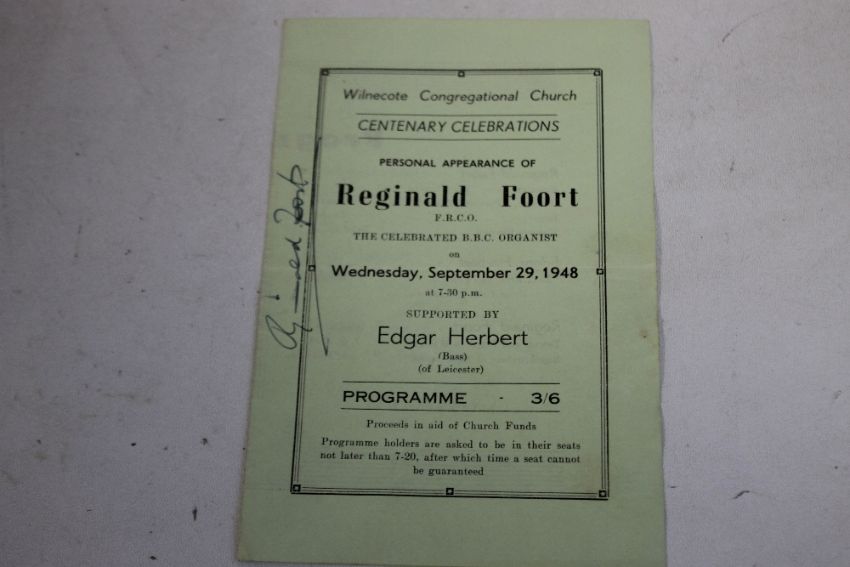 Wilnecote Congregational Church
CENTENARY CELEBRATIONS
PERSONAL APPEARANCE OF
Reginald Foort
F.R.C.O.
THE CELEBRATED B.B.C. ORGANIST
on
Wednesday, September 29, 1948
at 7-30 p.m.
SUPPORTED BY
Edgar Herbert
(Bass)
(of Leicester)
PROGRAMME - 3/6
Proceeds in aid of Church Funds
Programme holders are asked to be in their seats
not later than 7-20, after which time a seat cannot
be guaranteed
Reginald Foort